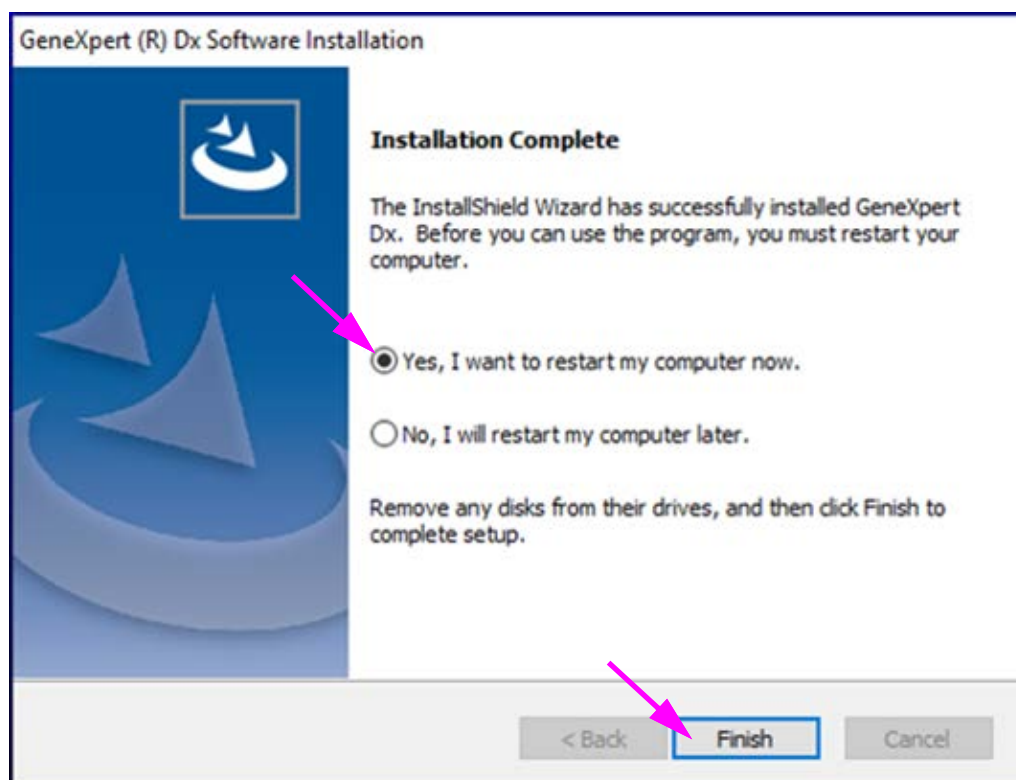 GeneXpert (R) Dx Software Installation
Installation Complete
The InstallShield Wizard has successfully installed GeneXpert
Dx. Before you can use the program, you must restart your
computer.
Yes, I want to restart my computer now.
No, I will restart my computer later.
Remove any disks from their drives, and then click Finish to
complete setup.
< Back Finish Cancel